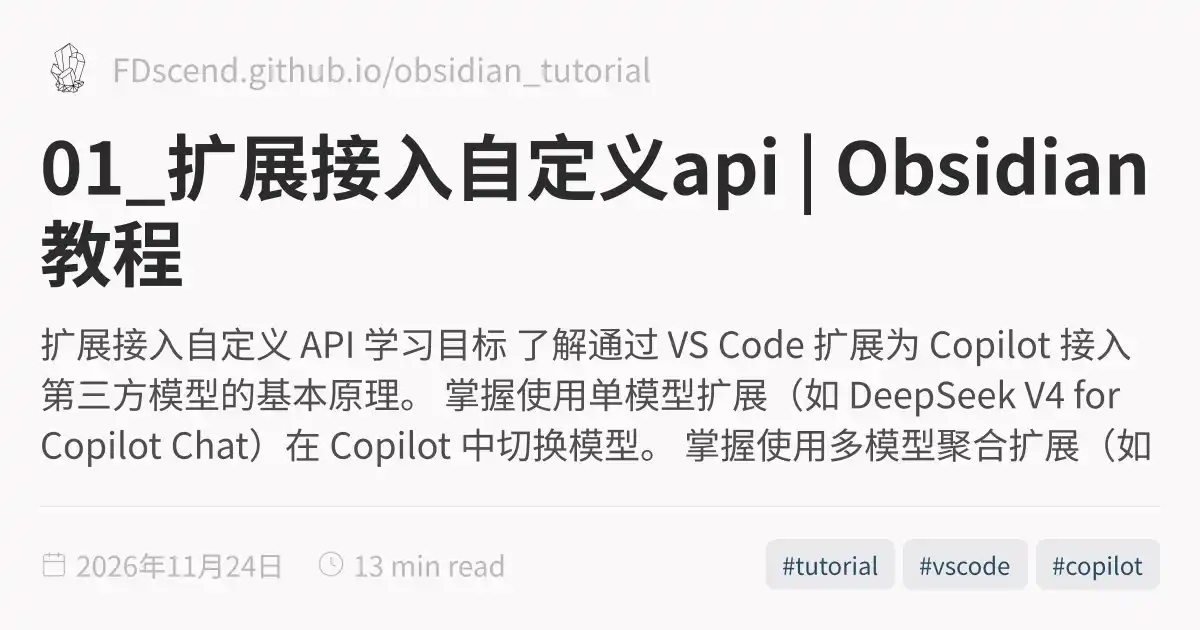 FDscend.github.io/obsidian_tutorial
01_扩展接入自定义api | Obsidian
教程
扩展接入自定义 API 学习目标 了解通过 VS Code 扩展为 Copilot 接入
第三方模型的基本原理。 掌握使用单模型扩展（如 DeepSeek V4 for
Copilot Chat）在 Copilot 中切换模型。 掌握使用多模型聚合扩展（如
2026年11月24日 13 min read #tutorial #vscode #copilot